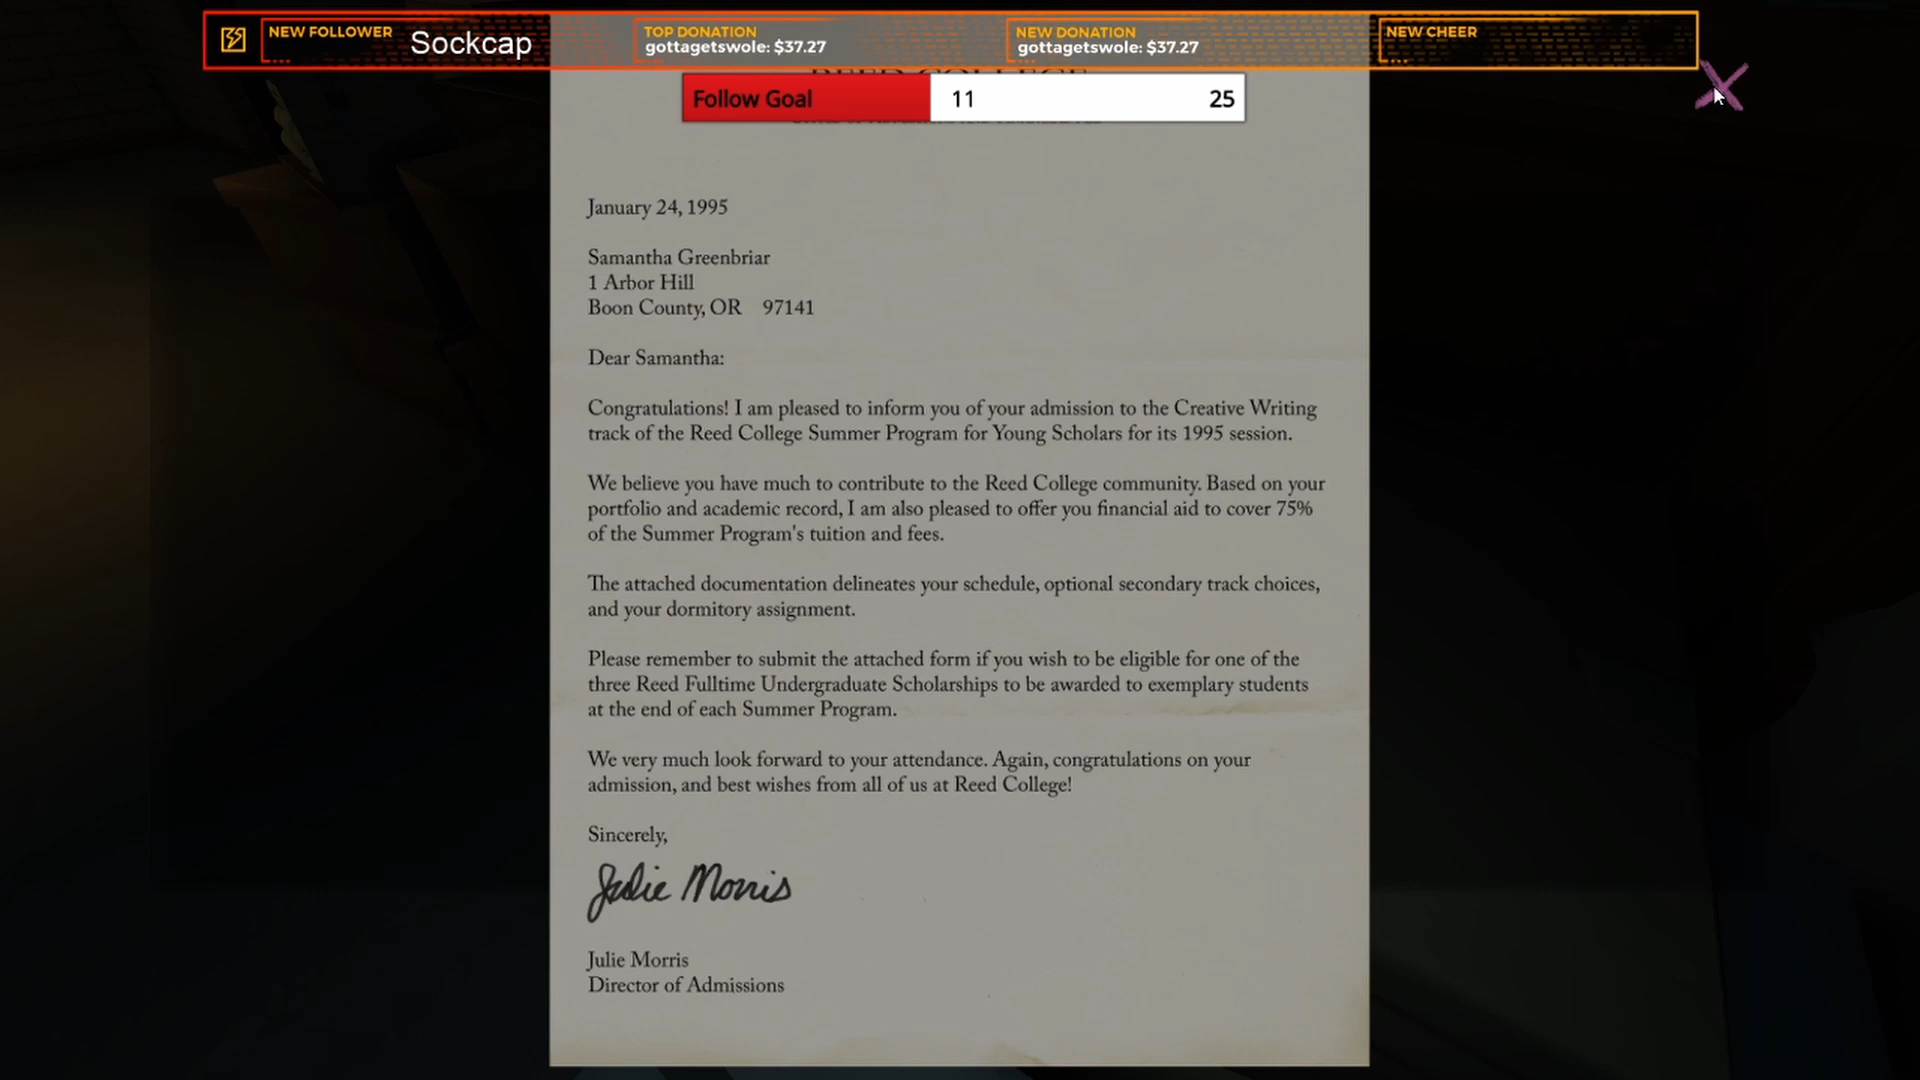 NEW FOLLOWER Sockcap
TOP DONATION
gottagetswole: $37.27
NEW DONATION
gottagetswole: $37.27
NEW CHEER
Follow Goal 11 25
January 24, 1995
Samantha Greenbriar
1 Arbor Hill
Boon County, OR 97141
Dear Samantha:
Congratulations! I am pleased to inform you of your admission to the Creative Writing
track of the Reed College Summer Program for Young Scholars for its 1995 session.
We believe you have much to contribute to the Reed College community. Based on your
portfolio and academic record, I am also pleased to offer you financial aid to cover 75%
of the Summer Program's tuition and fees.
The attached documentation delineates your schedule, optional secondary track choices,
and your dormitory assignment.
Please remember to submit the attached form if you wish to be eligible for one of the
three Reed Fulltime Undergraduate Scholarships to be awarded to exemplary students
at the end of each Summer Program.
We very much look forward to your attendance. Again, congratulations on your
admission, and best wishes from all of us at Reed College!
Sincerely,
Julie Morris
Julie Morris
Director of Admissions